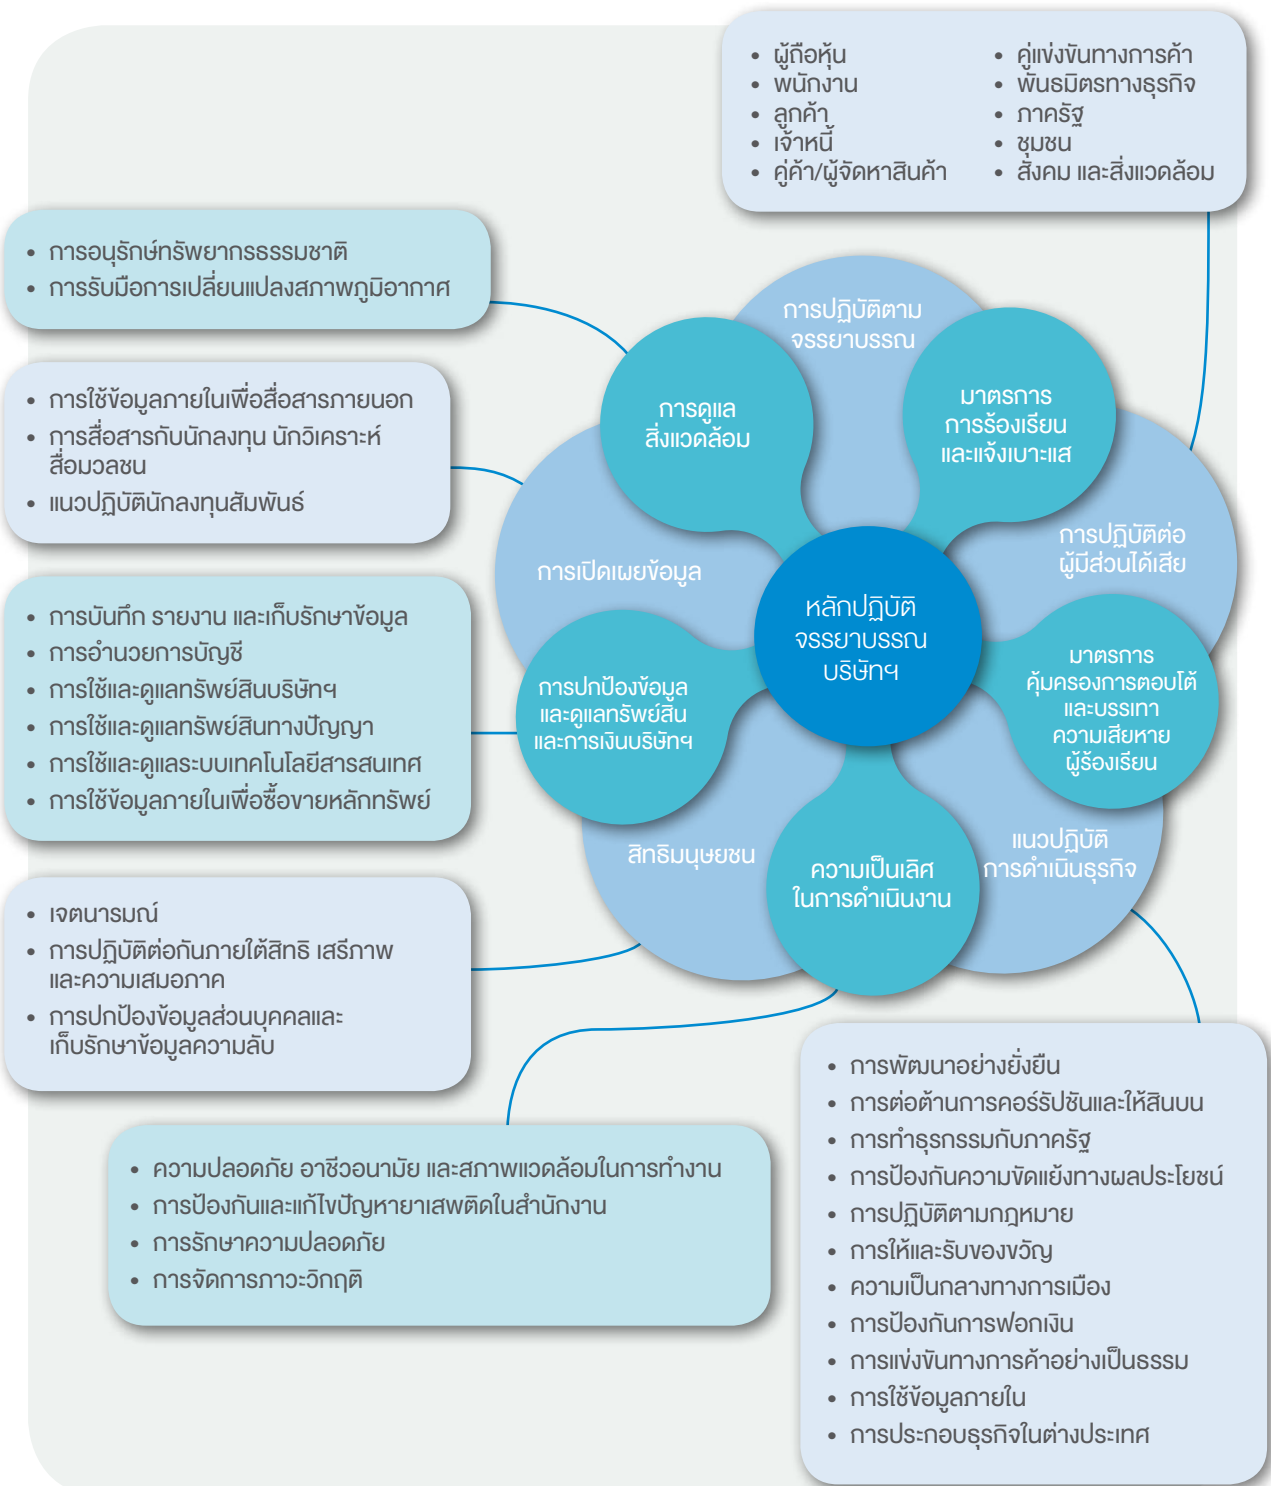 • ผู้ถือหุ้น
• พนักงาน
• ลูกค้า
• เจ้าหนี้
• คู่ค้า/ผู้จัดหาสินค้า
• คู่แข่งขันทางการค้า
• พันธมิตรทางธุรกิจ
• ภาครัฐ
• ชุมชน
• สังคม และสิ่งแวดล้อม
• การอนุรักษ์ทรัพยากรธรรมชาติ
• การรับมือการเปลี่ยนแปลงสภาพภูมิอากาศ
• การใช้ข้อมูลภายในเพื่อสื่อสารภายนอก
• การสื่อสารกับนักลงทุน นักวิเคราะห์
สื่อมวลชน
• แนวปฏิบัตินักลงทุนสัมพันธ์
• การบันทึก รายงาน และเก็บรักษาข้อมูล
• การอำนวยการบัญชี
• การใช้และดูแลทรัพย์สินบริษัทฯ
• การใช้และดูแลทรัพย์สินทางปัญญา
• การใช้และดูแลระบบเทคโนโลยีสารสนเทศ
• การใช้ข้อมูลภายในเพื่อซื้อขายหลักทรัพย์
• เจตนารมณ์
• การปฏิบัติต่อกันภายใต้สิทธิ เสรีภาพ
และความเสมอภาค
• การปกป้องข้อมูลส่วนบุคคลและ
เก็บรักษาข้อมูลความลับ
การปฏิบัติตาม
จรรยาบรรณ
มาตรการ
การร้องเรียน
และแจ้งเบาะแส
การดูแล
สิ่งแวดล้อม
การปฏิบัติต่อ
ผู้มีส่วนได้เสีย
การเปิดเผยข้อมูล
หลักปฏิบัติ
จรรยาบรรณ
บริษัทฯ
มาตรการ
คุ้มครองการตอบโต้
และบรรเทา
ความเสียหาย
ผู้ร้องเรียน
การปกป้องข้อมูล
และดูแลทรัพย์สิน
และการเงินบริษัทฯ
แนวปฏิบัติ
การดำเนินธุรกิจ
สิทธิมนุษยชน
ความเป็นเลิศ
ในการดำเนินงาน
• ความปลอดภัย อาชีวอนามัย และสภาพแวดล้อมในการทำงาน
• การป้องกันและแก้ไขปัญหายาเสพติดในสำนักงาน
• การรักษาความปลอดภัย
• การจัดการภาวะวิกฤติ
• การพัฒนาอย่างยั่งยืน
• การต่อต้านการคอร์รัปชันและให้สินบน
• การทำธุรกรรมกับภาครัฐ
• การป้องกันความขัดแย้งทางผลประโยชน์
• การปฏิบัติตามกฎหมาย
• การให้และรับของขวัญ
• ความเป็นกลางทางการเมือง
• การป้องกันการฟอกเงิน
• การแข่งขันทางการค้าอย่างเป็นธรรม
• การใช้ข้อมูลภายใน
• การประกอบธุรกิจในต่างประเทศ